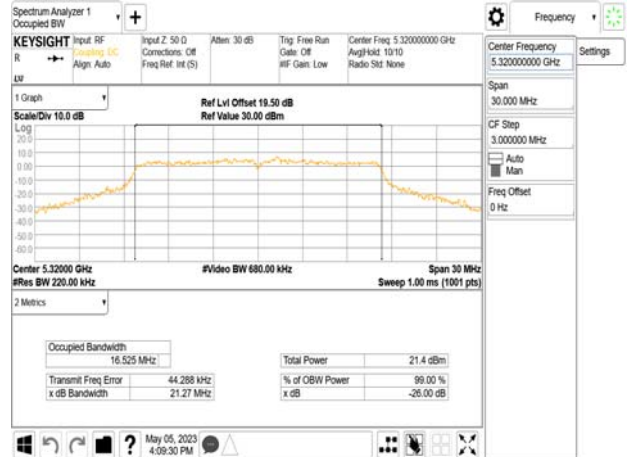 Spectrum Analyzer 1
Occupied BW
Frequency
KEYSIGHT
R
Input: RF
Coupling: DC
Align: Auto
Input Z: 50 Ω
Corrections: Off
Freq Ref: Int (S)
Atten: 30 dB
Trig: Free Run
Gate: Off
#IF Gain: Low
Center Freq: 5.320000000 GHz
Avg|Hold: 10/10
Radio Std: None
Center Frequency
5.320000000 GHz
Settings
Span
30.000 MHz
CF Step
3.000000 MHz
Auto
Man
Freq Offset
0 Hz
1 Graph
Scale/Div 10.0 dB
Ref Lvl Offset 19.50 dB
Ref Value 30.00 dBm
Log
20.0
10.0
0.00
-10.0
-20.0
-30.0
-40.0
-50.0
-60.0
Center 5.32000 GHz
#Res BW 220.00 kHz
#Video BW 680.00 kHz
Span 30 MHz
Sweep 1.00 ms (1001 pts)
2 Metrics
Occupied Bandwidth
16.525 MHz
Total Power 21.4 dBm
Transmit Freq Error 44.288 kHz
% of OBW Power 99.00 %
x dB Bandwidth 21.27 MHz
x dB -26.00 dB
?
May 05, 2023
4:09:30 PM